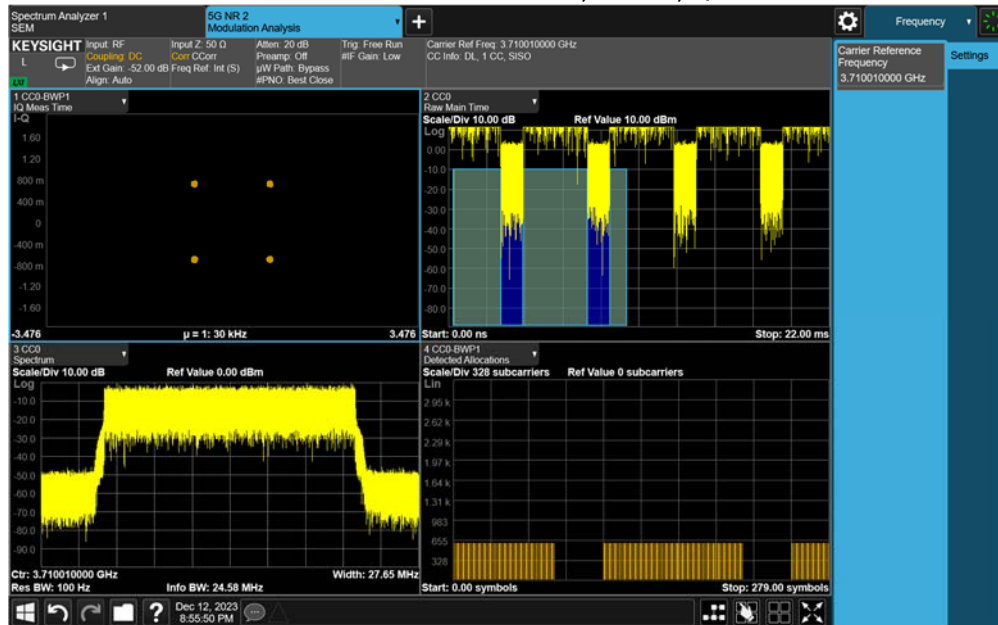 Spectrum Analyzer 1
SEM
5G NR 2
Modulation Analysis
Frequency
KEYSIGHT
L
Input: RF
Coupling: DC
Ext Gain: -52.00 dB
Align: Auto
Input Z: 50 Ω
Corr CCorr
Freq Ref: Int (S)
Atten: 20 dB
Preamp: Off
µW Path: Bypass
#PNO: Best Close
Trig: Free Run
#IF Gain: Low
Carrier Ref Freq: 3.710010000 GHz
CC Info: DL, 1 CC, SISO
Carrier Reference
Frequency
3.710010000 GHz
Settings
1 CC0-BWP1
IQ Meas Time
I-Q
1.60
1.20
800 m
400 m
0
-400 m
-800 m
-1.20
-1.60
-3.476
µ = 1: 30 kHz
3.476
2 CC0
Raw Main Time
Scale/Div 10.00 dB
Ref Value 10.00 dBm
Log
0.00
-10.0
-20.0
-30.0
-40.0
-50.0
-60.0
-70.0
-80.0
Start: 0.00 ns
Stop: 22.00 ms
3 CC0
Spectrum
Scale/Div 10.00 dB
Ref Value 0.00 dBm
Log
-10.0
-20.0
-30.0
-40.0
-50.0
-60.0
-70.0
-80.0
-90.0
Ctr: 3.710010000 GHz
Width: 27.65 MHz
Res BW: 100 Hz
Info BW: 24.58 MHz
4 CC0-BWP1
Detected Allocations
Scale/Div 328 subcarriers
Ref Value 0 subcarriers
Lin
2.95 k
2.62 k
2.29 k
1.97 k
1.64 k
1.31 k
983
655
328
Start: 0.00 symbols
Stop: 279.00 symbols
Dec 12, 2023
8:55:50 PM